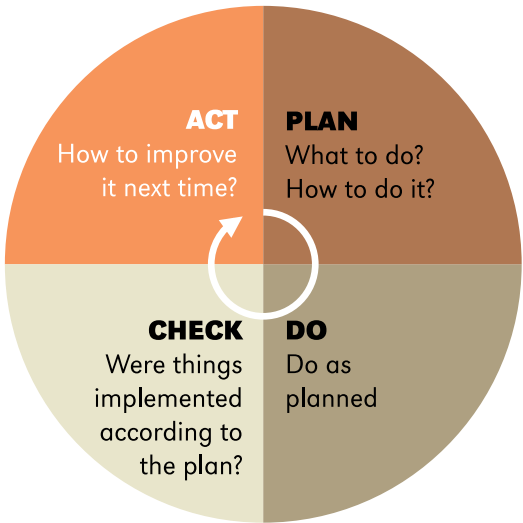 ACT
How to improve
it next time?
PLAN
What to do?
How to do it?
CHECK
Were things
implemented
according to
the plan?
DO
Do as
planned